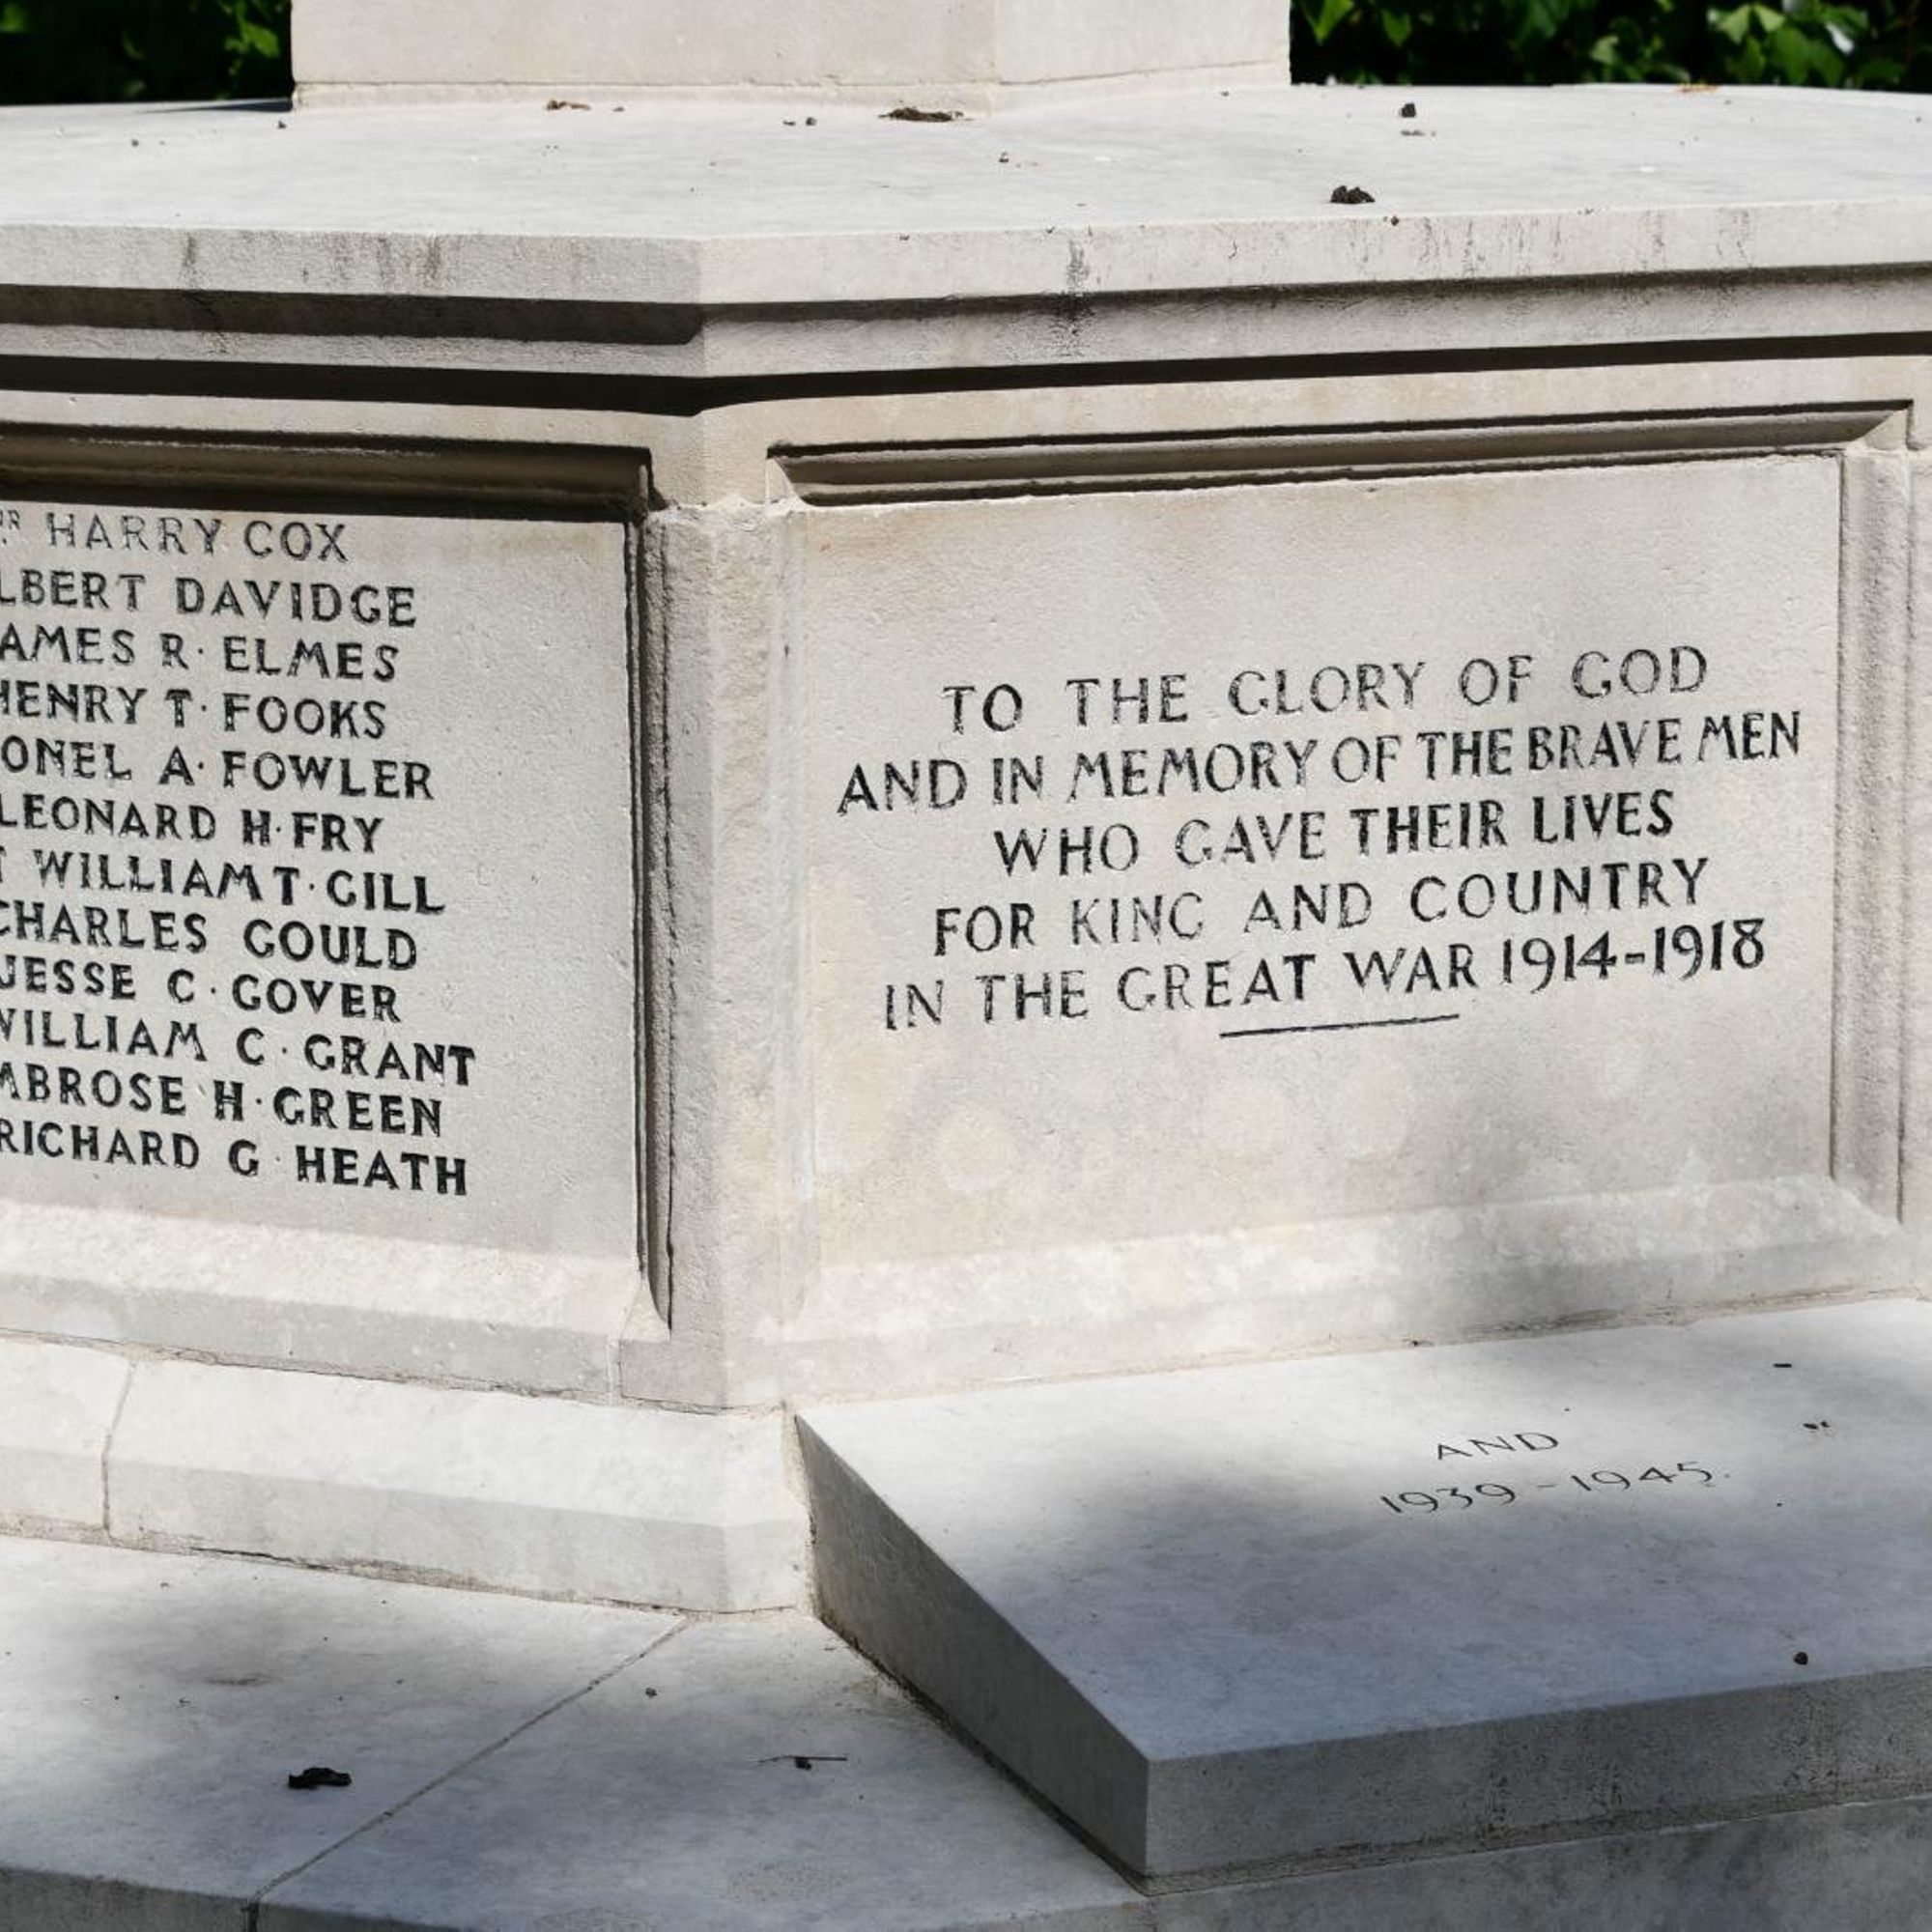 HARRY COX
LBERT DAVIDGE
AMES R· ELMES
HENRY T· FOOKS
ONEL A· FOWLER
LEONARD H·FRY
T WILLIAM T·GILL
CHARLES GOULD
JESSE C·GOVER
WILLIAM C·GRANT
MBROSE H·GREEN
RICHARD G·HEATH
TO THE GLORY OF GOD
AND IN MEMORY OF THE BRAVE MEN
WHO GAVE THEIR LIVES
FOR KING AND COUNTRY
IN THE GREAT WAR 1914-1918
AND
1939-1945.